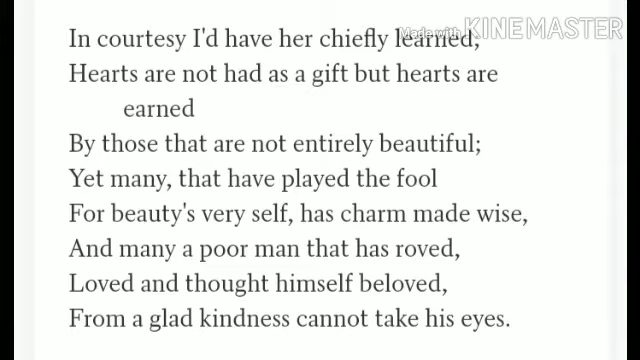 Made with KINEMASTER
In courtesy I'd have her chiefly learned,
Hearts are not had as a gift but hearts are
earned
By those that are not entirely beautiful;
Yet many, that have played the fool
For beauty's very self, has charm made wise,
And many a poor man that has roved,
Loved and thought himself beloved,
From a glad kindness cannot take his eyes.